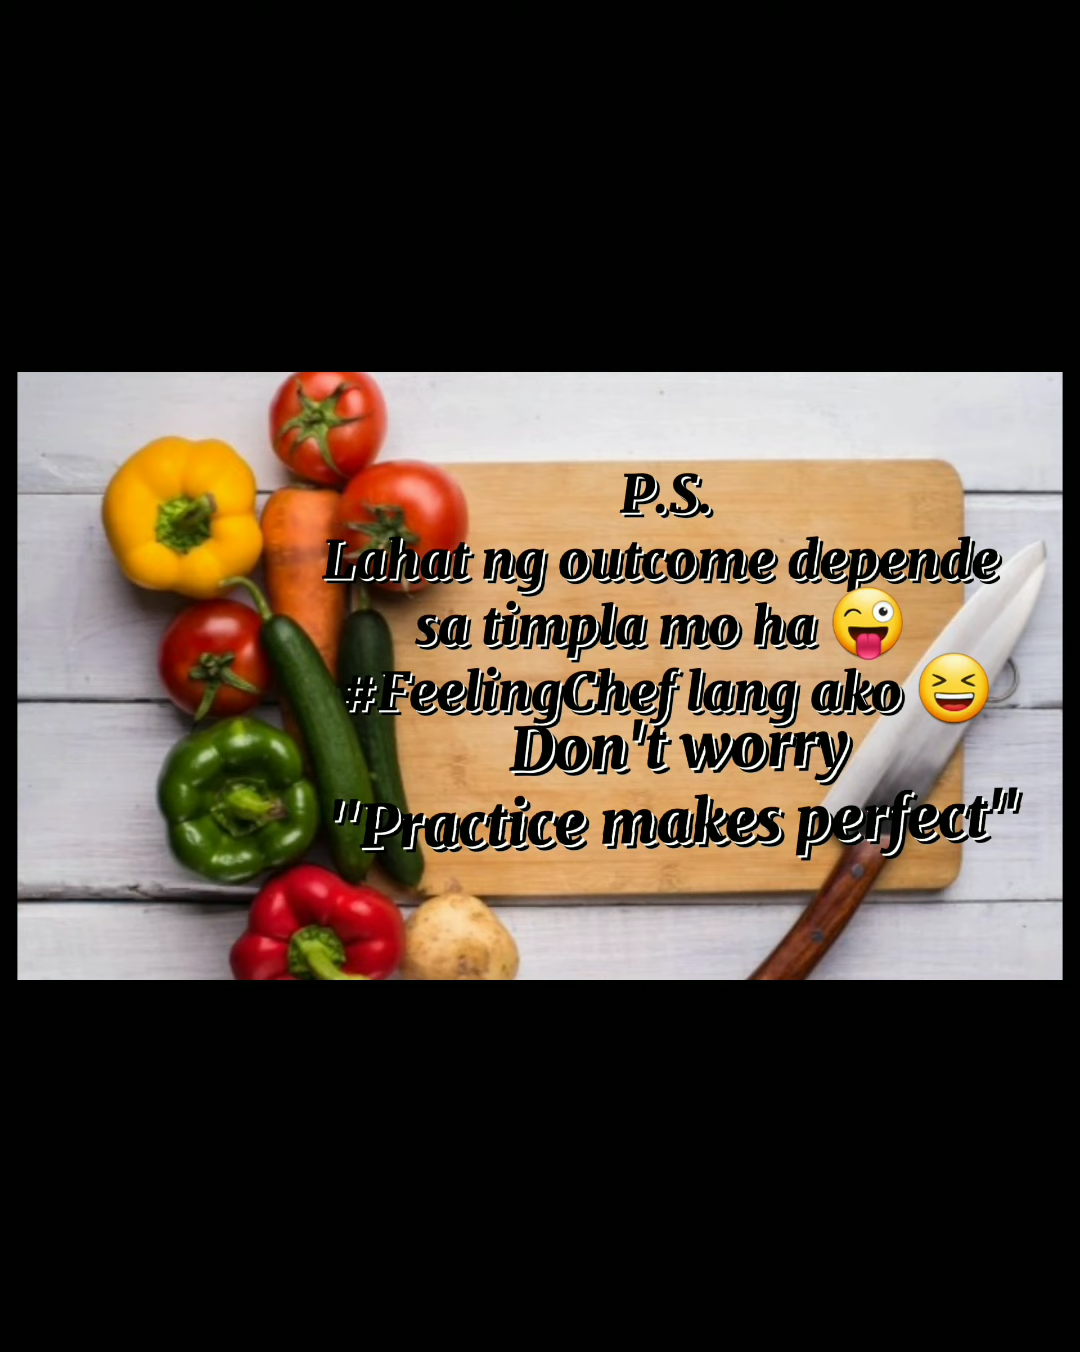 P.S.
Lahat ng outcome depende
sa timpla mo ha 😜
#FeelingChef lang ako 😆
Don't worry
"Practice makes perfect"